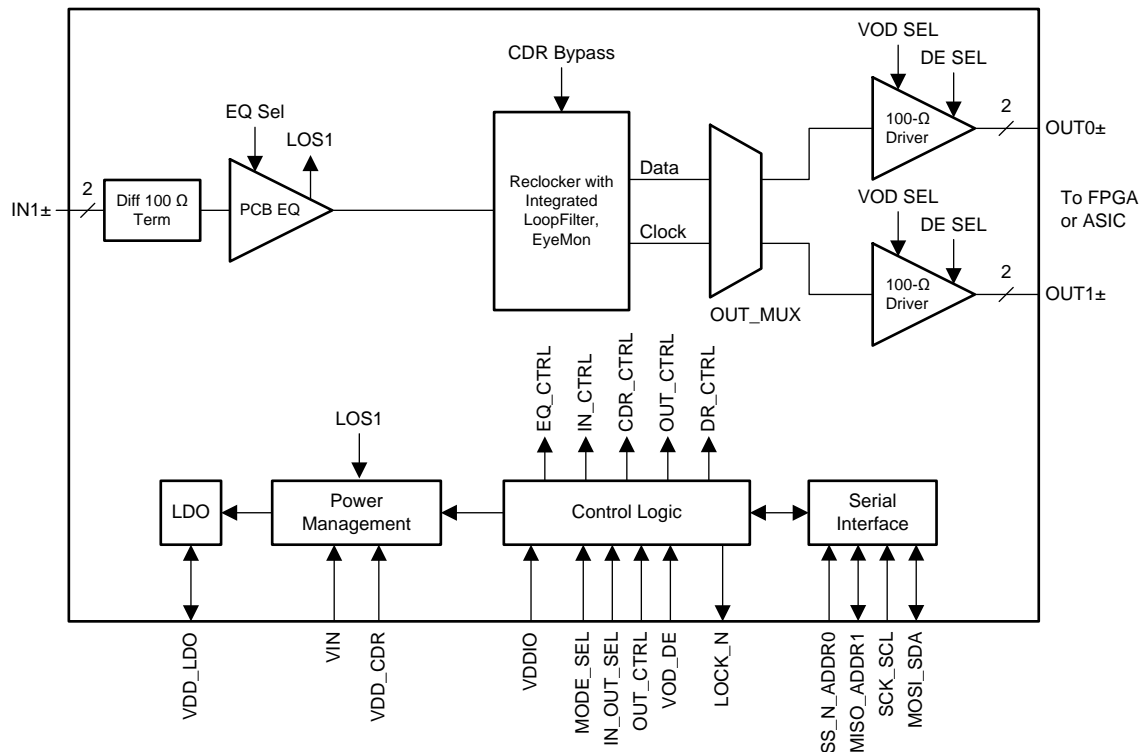 VOD SEL
CDR Bypass
DE SEL
EQ Sel
2
100-Ω
Driver
OUT0±
LOS1
Data
2
Diff 100 Ω
Term
IN1±
PCB EQ
Reclocker with
Integrated
LoopFilter,
EyeMon
VOD SEL
To FPGA
or ASIC
Clock
DE SEL
2
100-Ω
Driver
OUT1±
OUT_MUX
EQ_CTRL
IN_CTRL
CDR_CTRL
OUT_CTRL
DR_CTRL
LOS1
LDO
Power
Management
Control Logic
Serial
Interface
VDD_LDO
VIN
VDD_CDR
VDDIO
MODE_SEL
IN_OUT_SEL
OUT_CTRL
VOD_DE
LOCK_N
SS_N_ADDR0
MISO_ADDR1
SCK_SCL
MOSI_SDA